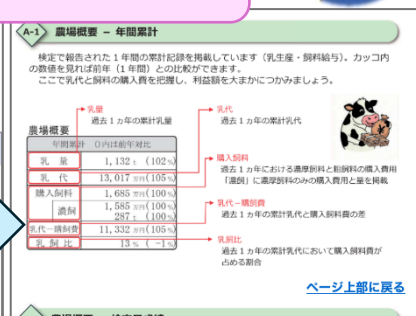 A-1 農場概要 － 年間累計
検定で報告された１年間の累計記録を掲載しています（乳生産・飼料給与）。カッコ内
の数値を見れば前年（１年間）との比較ができます。
ここで乳代と飼料の購入費を把握し、利益額を大まかにつかみましょう。
乳量
過去１ヵ年の累計乳量
乳代
過去１ヵ年の累計乳代
農場概要
年間累計 ()内は前年対比
乳 量 1,132 t (102%)
乳 代 13,017 万円(105%)
購入飼料 1,685 万円(100%)
濃飼 1,585 万円(100%)
287 t (100%)
乳代－購飼費 11,332 万円(105%)
乳 飼 比 13 % ( －1%)
購入飼料
過去１ヵ年における濃厚飼料と粗飼料の購入費用
「濃飼」に濃厚飼料のみの購入費用と量を掲載
乳代－購飼費
過去１ヵ年の累計乳代と購入飼料費の差
乳飼比
過去１ヵ年の累計乳代において購入飼料費が
占める割合
ページ上部に戻る